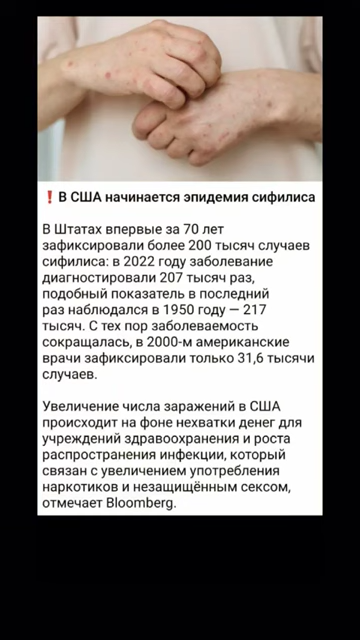 ❗ В США начинается эпидемия сифилиса
В Штатах впервые за 70 лет
зафиксировали более 200 тысяч случаев
сифилиса: в 2022 году заболевание
диагностировали 207 тысяч раз,
подобный показатель в последний
раз наблюдался в 1950 году — 217
тысяч. С тех пор заболеваемость
сокращалась, в 2000-м американские
врачи зафиксировали только 31,6 тысячи
случаев.
Увеличение числа заражений в США
происходит на фоне нехватки денег для
учреждений здравоохранения и роста
распространения инфекции, который
связан с увеличением употребления
наркотиков и незащищённым сексом,
отмечает Bloomberg.